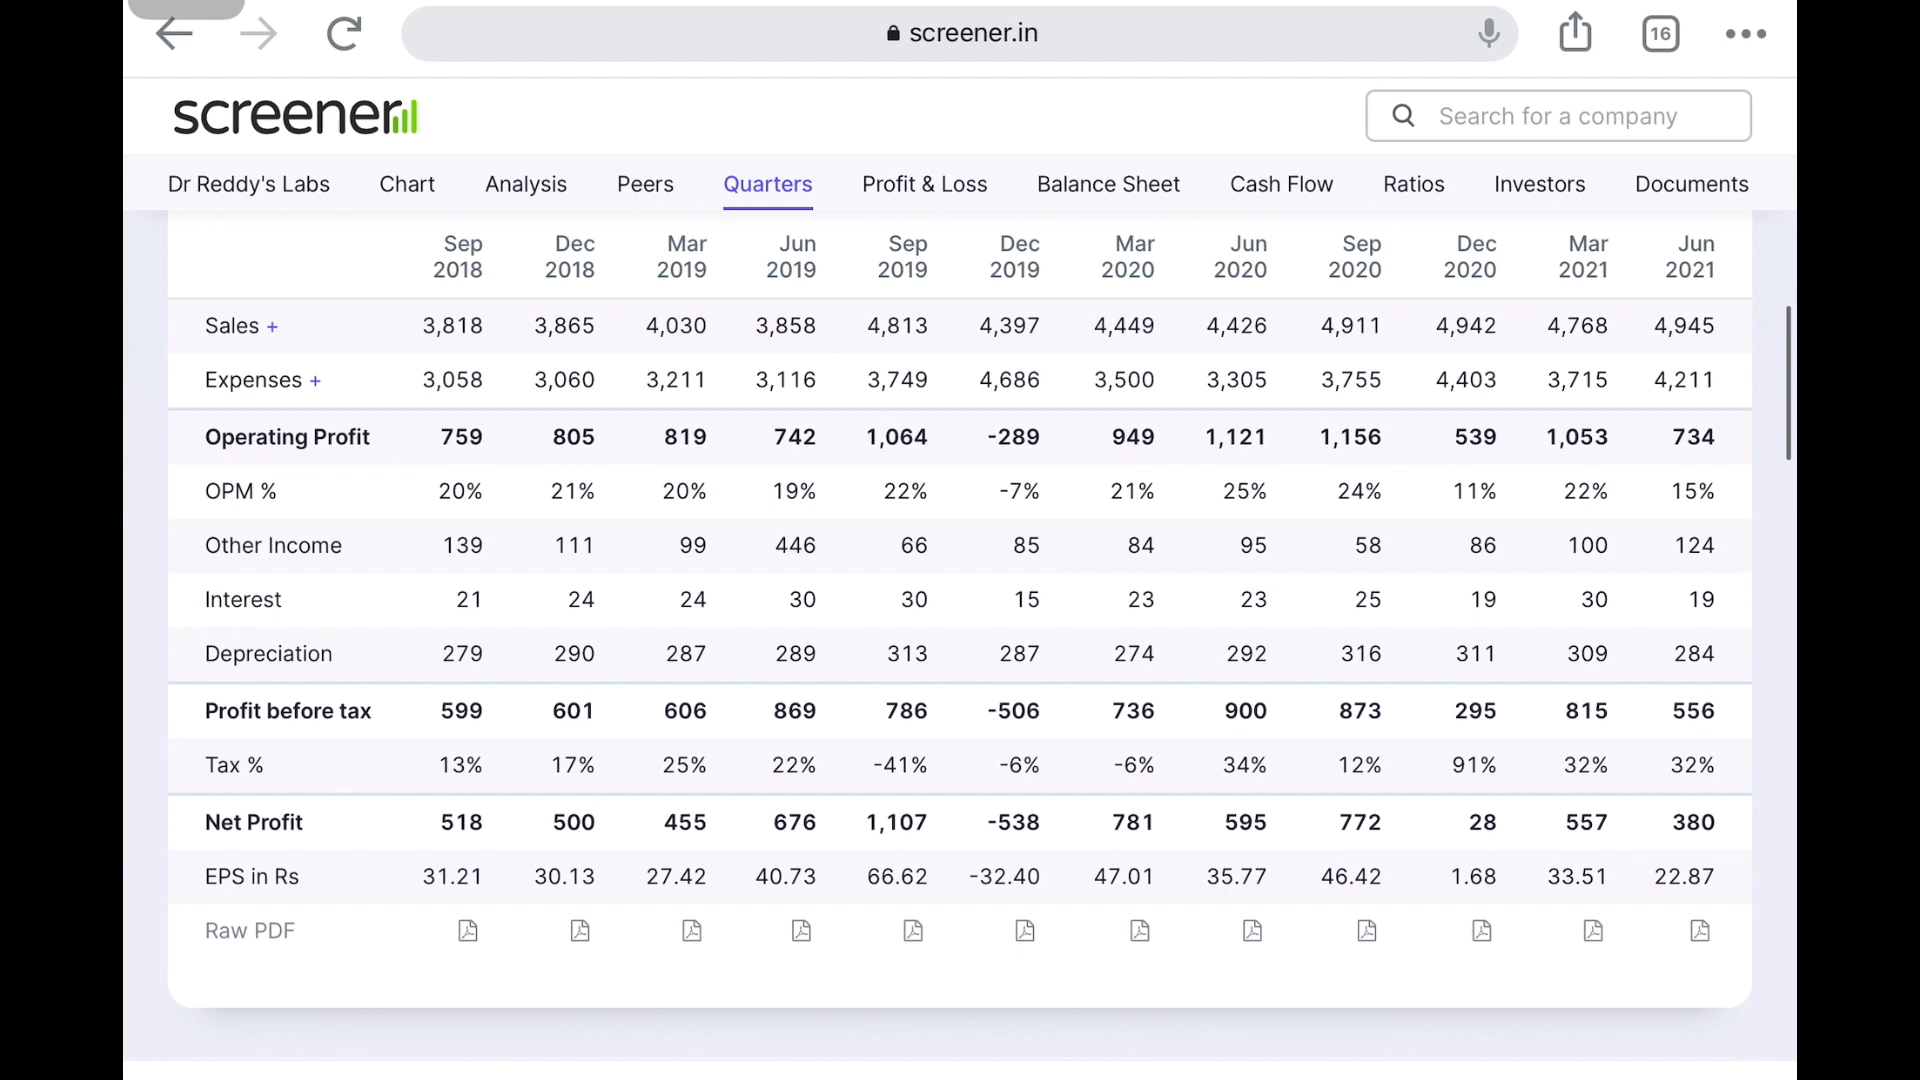 screener.in
16
screener
Search for a company
Dr Reddy's Labs Chart Analysis Peers Quarters Profit & Loss Balance Sheet Cash Flow Ratios Investors Documents
Sep Dec Mar Jun Sep Dec Mar Jun Sep Dec Mar Jun
2018 2018 2019 2019 2019 2019 2020 2020 2020 2020 2021 2021
Sales + 3,818 3,865 4,030 3,858 4,813 4,397 4,449 4,426 4,911 4,942 4,768 4,945
Expenses + 3,058 3,060 3,211 3,116 3,749 4,686 3,500 3,305 3,755 4,403 3,715 4,211
Operating Profit 759 805 819 742 1,064 -289 949 1,121 1,156 539 1,053 734
OPM % 20% 21% 20% 19% 22% -7% 21% 25% 24% 11% 22% 15%
Other Income 139 111 99 446 66 85 84 95 58 86 100 124
Interest 21 24 24 30 30 15 23 23 25 19 30 19
Depreciation 279 290 287 289 313 287 274 292 316 311 309 284
Profit before tax 599 601 606 869 786 -506 736 900 873 295 815 556
Tax % 13% 17% 25% 22% -41% -6% -6% 34% 12% 91% 32% 32%
Net Profit 518 500 455 676 1,107 -538 781 595 772 28 557 380
EPS in Rs 31.21 30.13 27.42 40.73 66.62 -32.40 47.01 35.77 46.42 1.68 33.51 22.87
Raw PDF